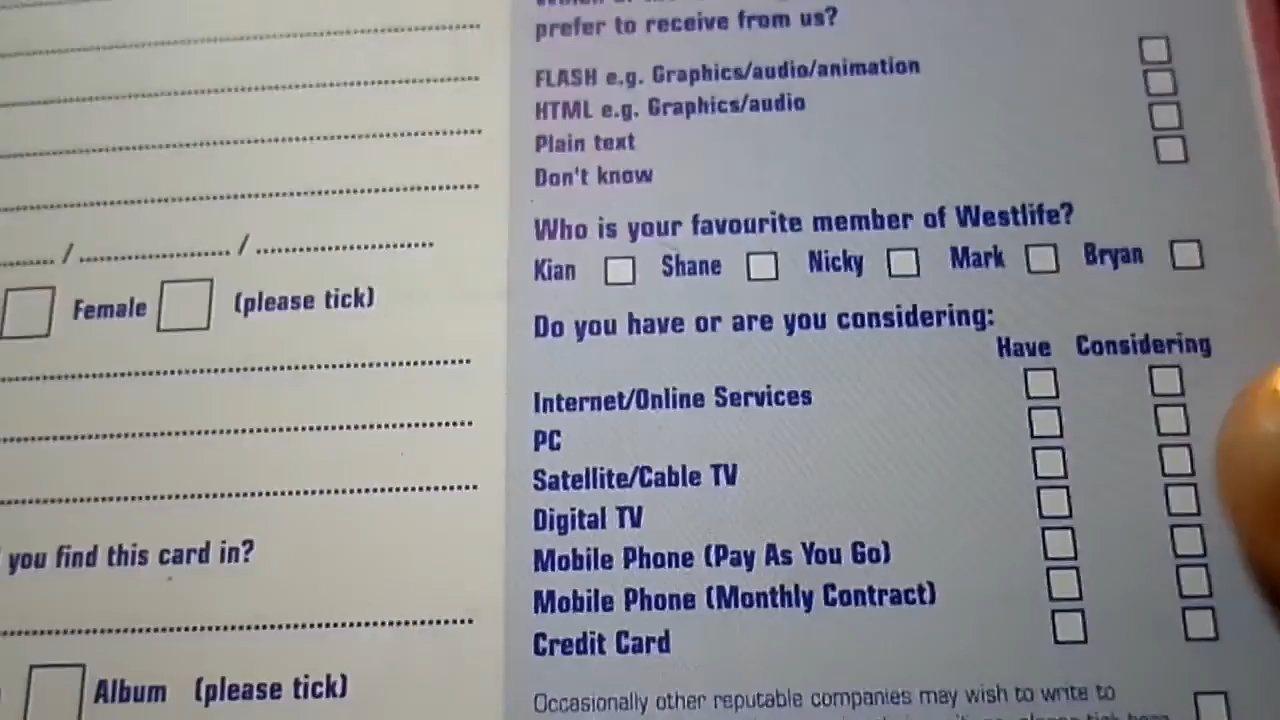 / /
Female (please tick)
you find this card in?
Album (please tick)
prefer to receive from us?
FLASH e.g. Graphics/audio/animation
HTML e.g. Graphics/audio
Plain text
Don't know
Who is your favourite member of Westlife?
Kian Shane Nicky Mark Bryan
Do you have or are you considering:
Have Considering
Internet/Online Services
PC
Satellite/Cable TV
Digital TV
Mobile Phone (Pay As You Go)
Mobile Phone (Monthly Contract)
Credit Card
Occasionally other reputable companies may wish to write to
please tick here